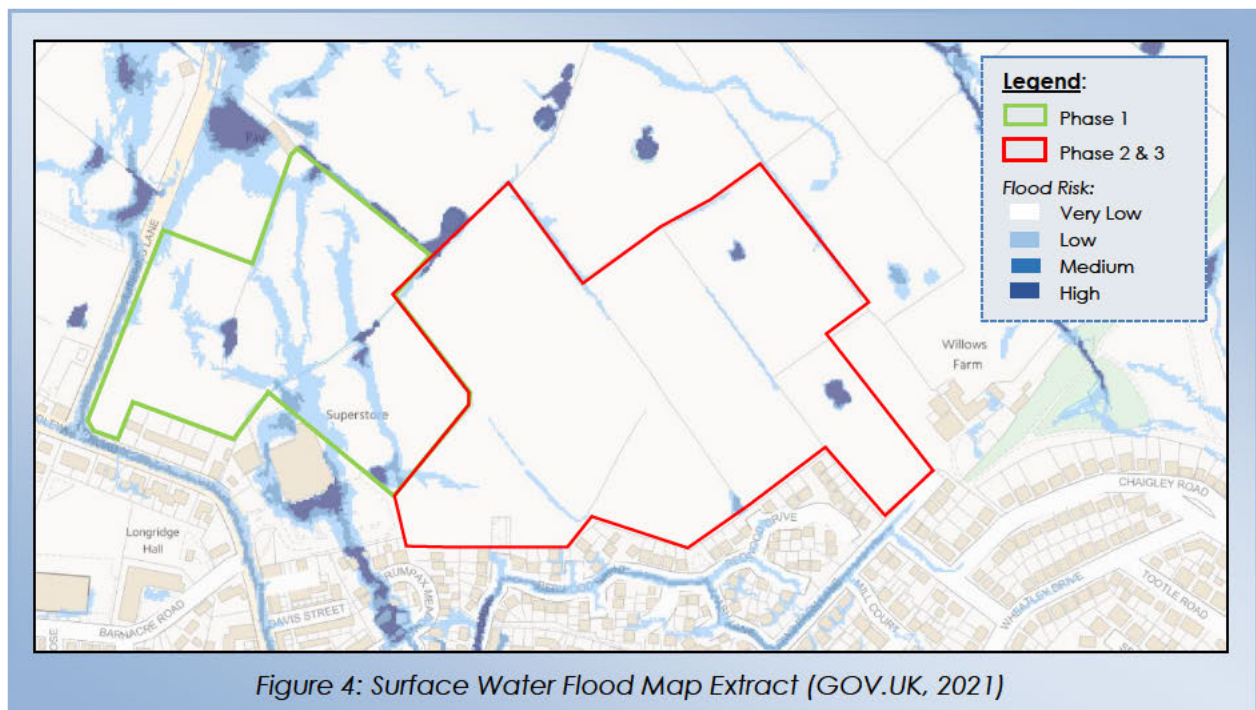 Legend:
Phase 1
Phase 2 & 3
Flood Risk:
Very Low
Low
Medium
High
Pav
LANE
Superstore
Willows
Farm
Longridge
Hall
DAVIS STREET
BARNACRE ROAD
CHAIGLEY ROAD
MILL COURT
WHEATLEY DRIVE
TOOTLE ROAD
Figure 4: Surface Water Flood Map Extract (GOV.UK, 2021)